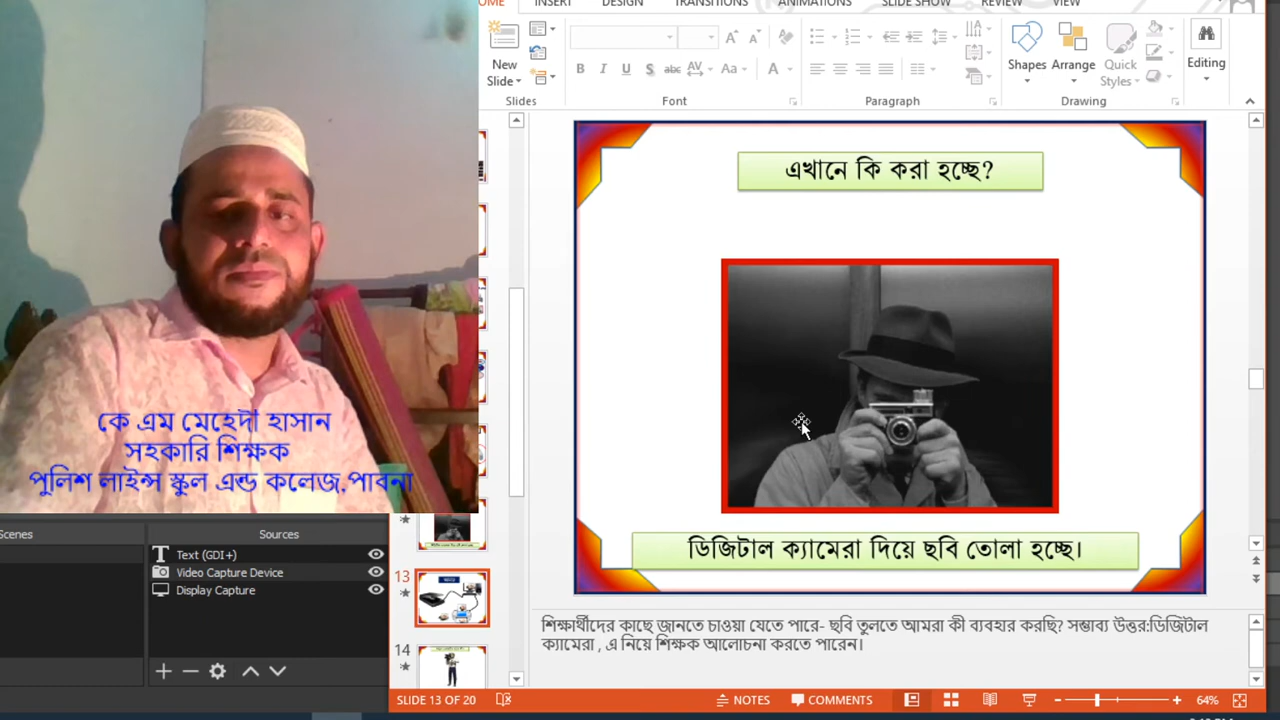 OME INSERT DESIGN TRANSITIONS ANIMATIONS SLIDE SHOW REVIEW VIEW
New
Slide
Shapes Arrange Quick
Styles
Editing
Slides Font Paragraph Drawing
এখানে কি করা হচ্ছে?
ডিজিটাল ক্যামেরা দিয়ে ছবি তোলা হচ্ছে।
কে এম মেহেদী হাসান
সহকারি শিক্ষক
পুলিশ লাইন্স স্কুল এন্ড কলেজ,পাবনা
Scenes
Sources
Text (GDI+)
Video Capture Device
Display Capture
13
14
শিক্ষার্থীদের কাছে জানতে চাওয়া যেতে পারে- ছবি তুলতে আমরা কী ব্যবহার করছি? সম্ভাব্য উত্তর:ডিজিটাল
ক্যামেরা , এ নিয়ে শিক্ষক আলোচনা করতে পারেন।
SLIDE 13 OF 20 NOTES COMMENTS 64%